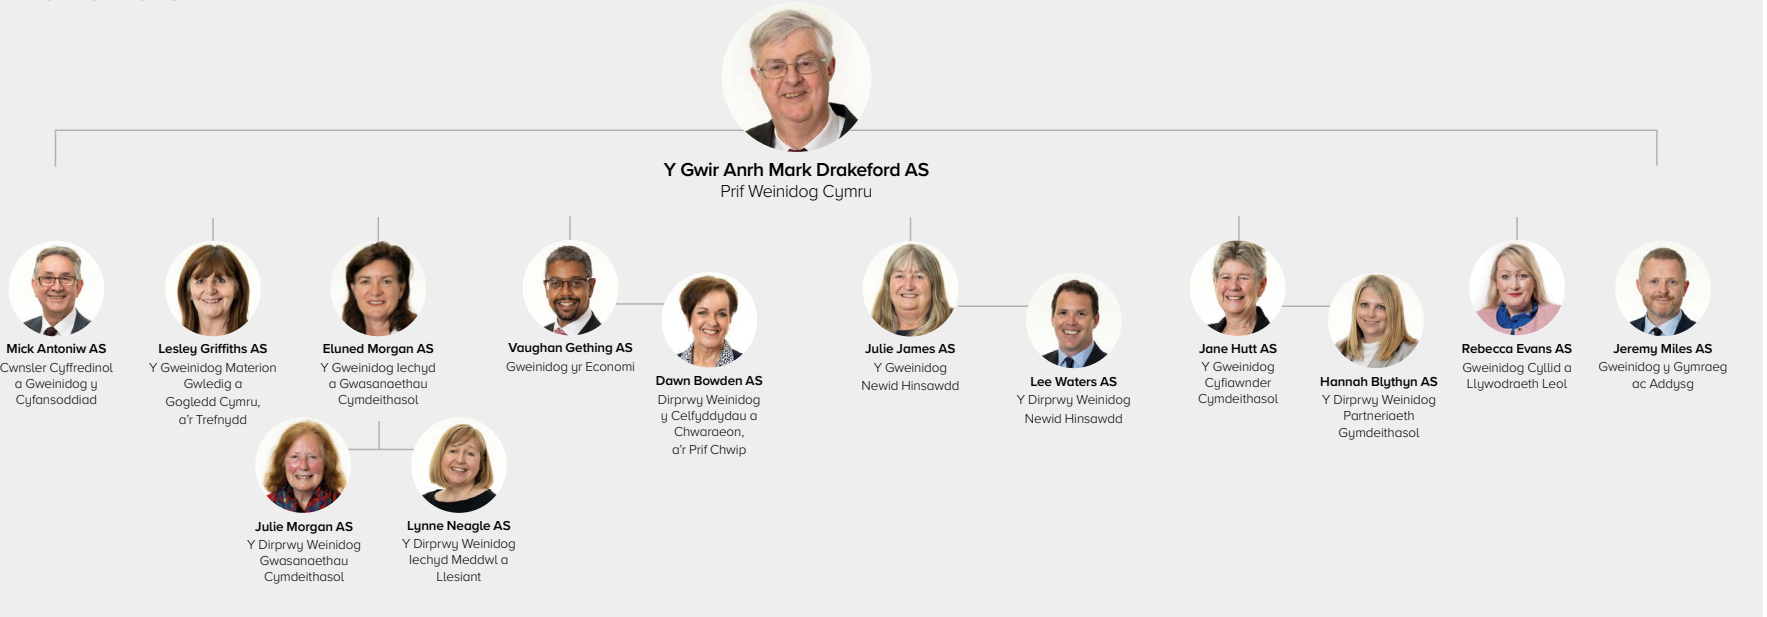 Y Gwir Anrh Mark Drakeford AS
Prif Weinidog Cymru
Mick Antoniw AS
Cwnsler Cyffredinol
a Gweinidog y
Cyfansoddiad
Lesley Griffiths AS
Y Gweinidog Materion
Gwledig a
Gogledd Cymru,
a'r Trefnydd
Eluned Morgan AS
Y Gweinidog Iechyd
a Gwasanaethau
Cymdeithasol
Julie Morgan AS
Y Dirprwy Weinidog
Gwasanaethau
Cymdeithasol
Lynne Neagle AS
Y Dirprwy Weinidog
Iechyd Meddwl a
Llesiant
Vaughan Gething AS
Gweinidog yr Economi
Dawn Bowden AS
Dirprwy Weinidog
y Celfyddydau a
Chwaraeon,
a'r Prif Chwip
Julie James AS
Y Gweinidog
Newid Hinsawdd
Lee Waters AS
Y Dirprwy Weinidog
Newid Hinsawdd
Jane Hutt AS
Y Gweinidog
Cyfiawnder
Cymdeithasol
Hannah Blythyn AS
Y Dirprwy Weinidog
Partneriaeth
Gymdeithasol
Rebecca Evans AS
Gweinidog Cyllid a
Llywodraeth Leol
Jeremy Miles AS
Gweinidog y Gymraeg
ac Addysg